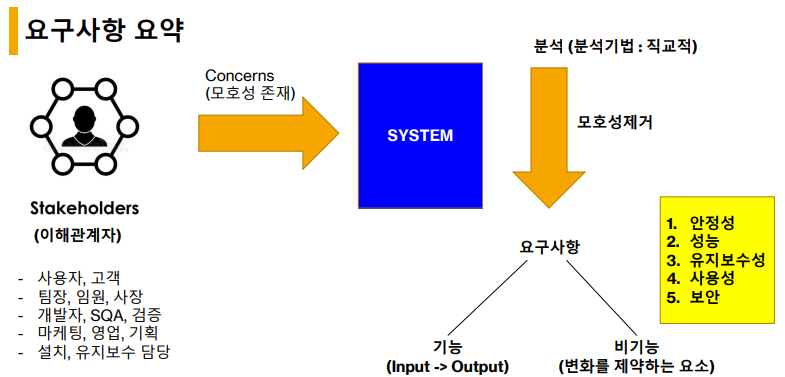 요구사항 요약
Concerns
(모호성 존재)
SYSTEM
분석 (분석기법 : 직교적)
모호성제거
Stakeholders
(이해관계자)
- 사용자, 고객
- 팀장, 임원, 사장
- 개발자, SQA, 검증
- 마케팅, 영업, 기획
- 설치, 유지보수 담당
요구사항
1. 안정성
2. 성능
3. 유지보수성
4. 사용성
5. 보안
기능
(Input -> Output)
비기능
(변화를 제약하는 요소)